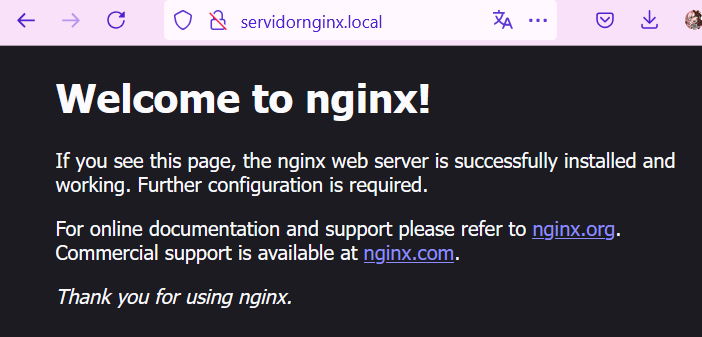 servidornginx.local
Welcome to nginx!
If you see this page, the nginx web server is successfully installed and
working. Further configuration is required.
For online documentation and support please refer to nginx.org.
Commercial support is available at nginx.com.
Thank you for using nginx.